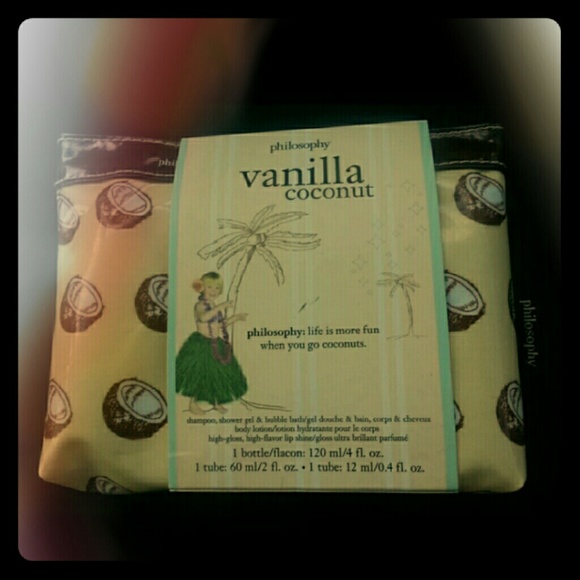 philosophy
vanilla
coconut
philosophy: life is more fun
when you go coconuts.
shampoo, shower gel & bubble bath/gel douche & bain, corps & cheveux
body lotion/lotion hydratante pour le corps
high-gloss, high-flavor lip shine/gloss ultra brillant parfumé
1 bottle/flacon: 120 ml/4 fl. oz.
1 tube: 60 ml/2 fl. oz. • 1 tube: 12 ml/0.4 fl. oz.
philosophy